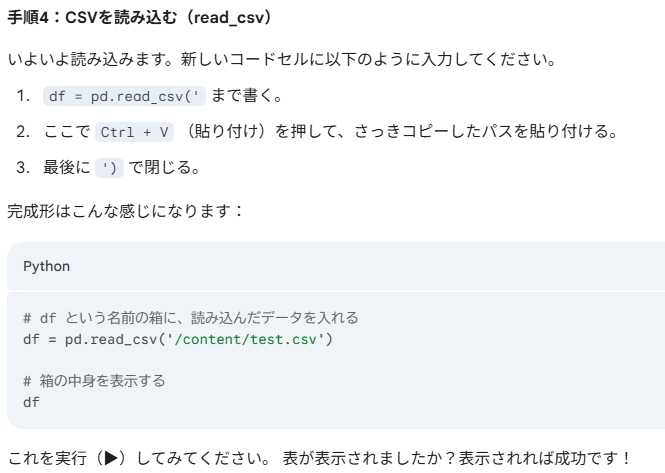 手順4：CSVを読み込む（read_csv）
いよいよ読み込みます。新しいコードセルに以下のように入力してください。
1. df = pd.read_csv(' まで書く。
2. ここで Ctrl + V （貼り付け）を押して、さっきコピーしたパスを貼り付ける。
3. 最後に ') で閉じる。
完成形はこんな感じになります：
Python
# df という名前の箱に、読み込んだデータを入れる
df = pd.read_csv('/content/test.csv')
# 箱の中身を表示する
df
これを実行（▶）してみてください。 表が表示されましたか？表示されれば成功です！